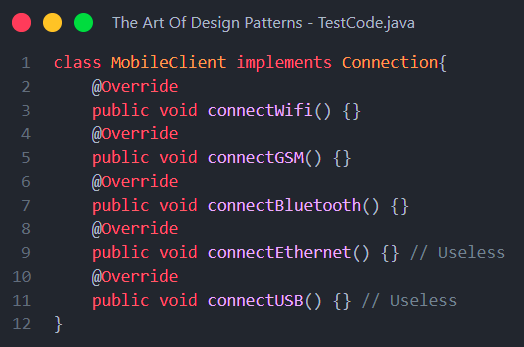 The Art Of Design Patterns - TestCode.java
1 class MobileClient implements Connection{
2     @Override
3     public void connectWifi() {}
4     @Override
5     public void connectGSM() {}
6     @Override
7     public void connectBluetooth() {}
8     @Override
9     public void connectEthernet() {} // Useless
10     @Override
11     public void connectUSB() {} // Useless
12 }